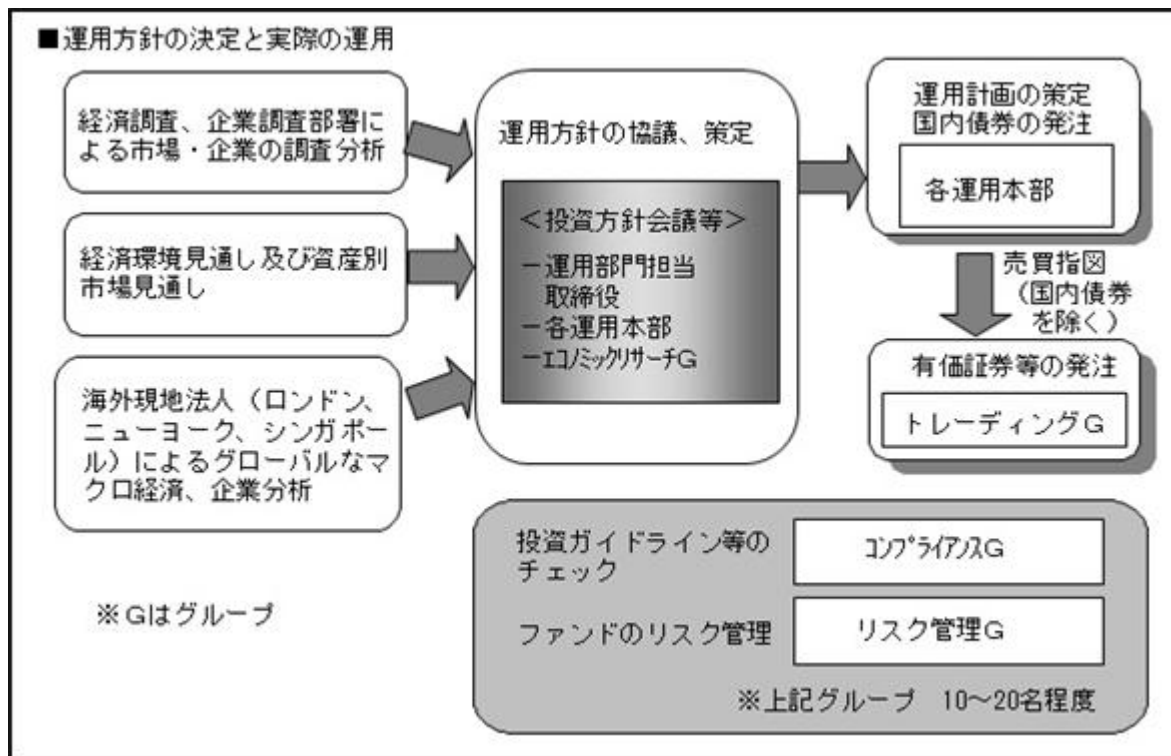 ■運用方針の決定と実際の運用
経済調査、企業調査部署に
よる市場・企業の調査分析
経済環境見通し及び資産別
市場見通し
海外現地法人（ロンドン、
ニューヨーク、シンガポー
ル）によるグローバルなマ
クロ経済、企業分析
※Gはグループ
運用方針の協議、策定
＜投資方針会議等＞
－運用部門担当
取締役
－各運用本部
－ｴｺﾉﾐｯｸﾘｻｰﾁG
運用計画の策定
国内債券の発注
各運用本部
売買指図
（国内債券
を除く）
有価証券等の発注
トレーディングG
投資ガイドライン等の
チェック
ｺﾝﾌﾟﾗｲｱﾝｽG
ファンドのリスク管理
リスク管理G
※上記グループ　10～20名程度